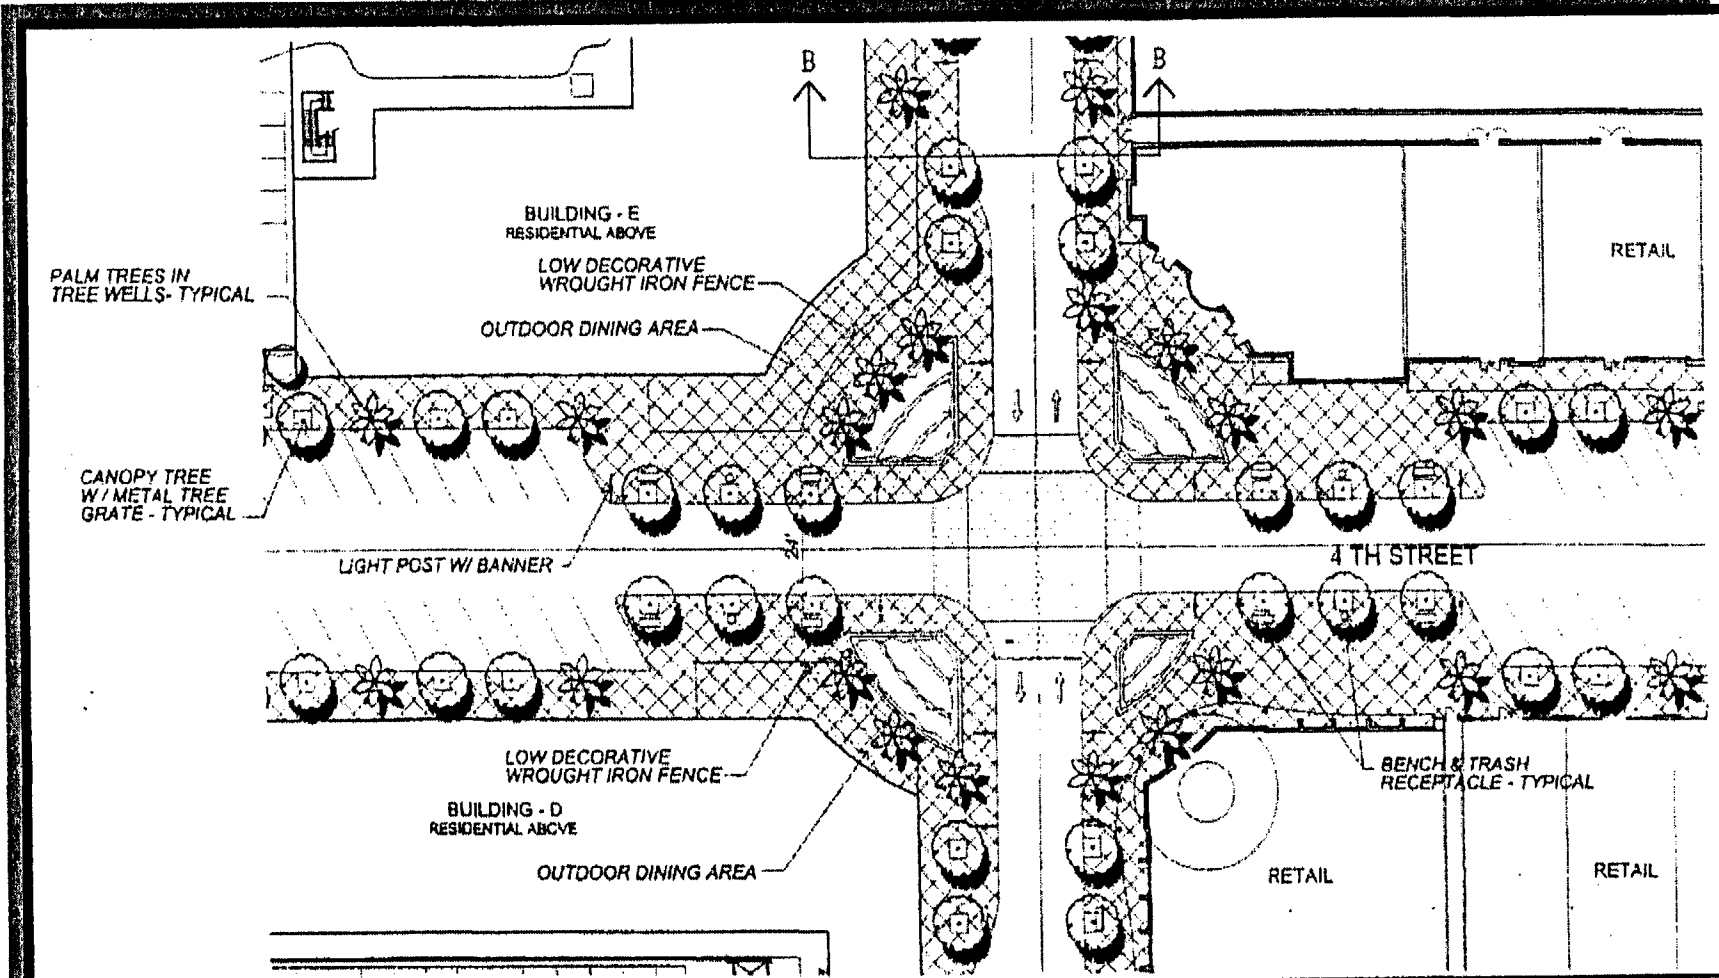 B
B
BUILDING - E
RESIDENTIAL ABOVE
RETAIL
LOW DECORATIVE
WROUGHT IRON FENCE
PALM TREES IN
TREE WELLS- TYPICAL
OUTDOOR DINING AREA
CANOPY TREE
W/ METAL TREE
GRATE - TYPICAL
24'
4 TH STREET
LIGHT POST W/ BANNER
LOW DECORATIVE
WROUGHT IRON FENCE
BENCH & TRASH
RECEPTACLE - TYPICAL
BUILDING - D
RESIDENTIAL ABOVE
OUTDOOR DINING AREA
RETAIL
RETAIL